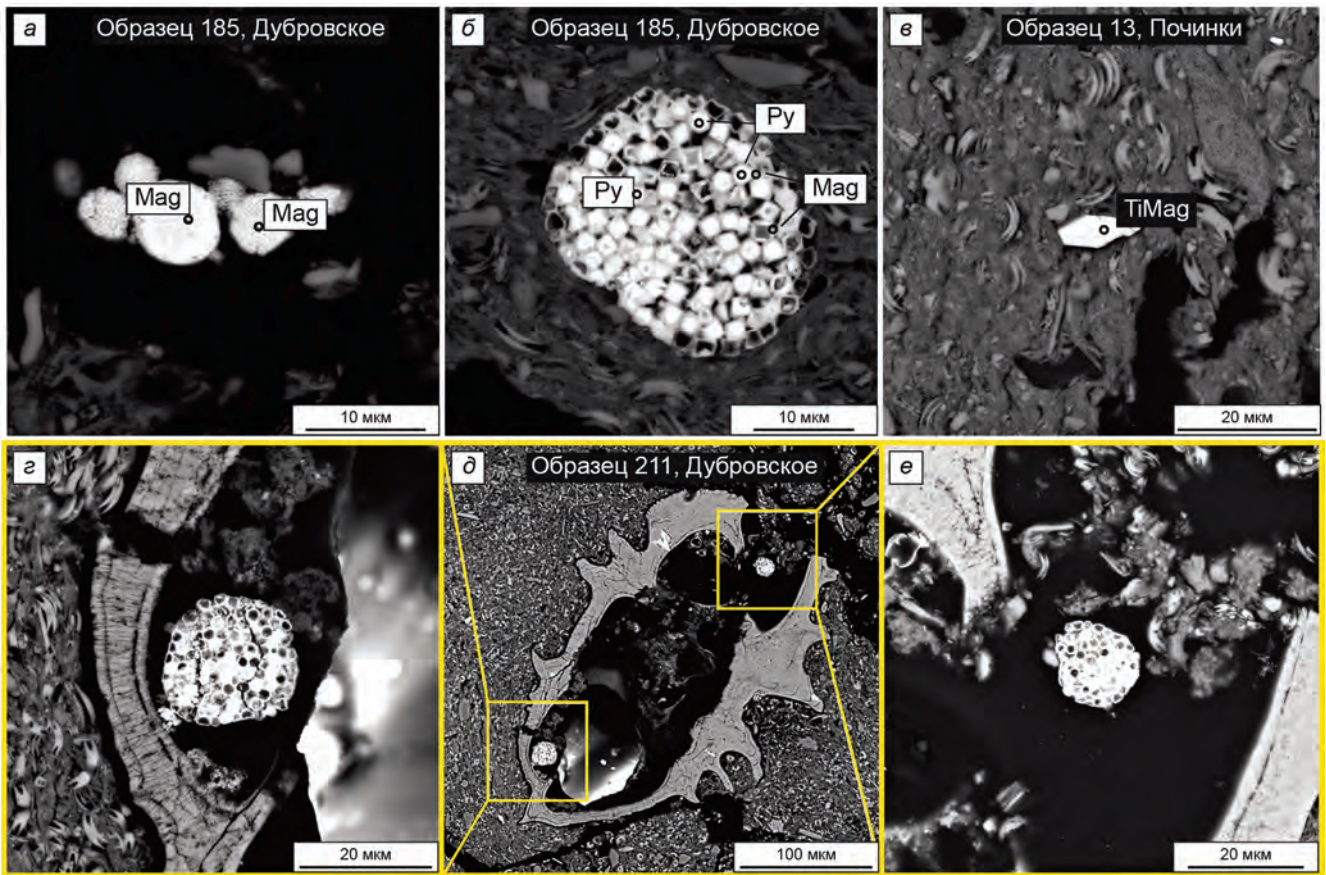 а Образец 185, Дубровское
Mag
Mag
10 мкм
б Образец 185, Дубровское
Py
Py
Mag
10 мкм
в Образец 13, Починки
TiMag
20 мкм
г
20 мкм
д Образец 211, Дубровское
100 мкм
е
20 мкм